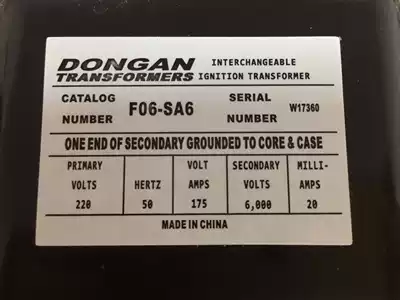 DONGAN INTERCHANGEABLE
TRANSFORMERS IGNITION TRANSFORMER
CATALOG NUMBER F06-SA6 SERIAL NUMBER W17360
ONE END OF SECONDARY GROUNDED TO CORE & CASE
PRIMARY VOLTS HERTZ VOLT AMPS SECONDARY VOLTS MILLI-AMPS
220 50 175 6,000 20
MADE IN CHINA